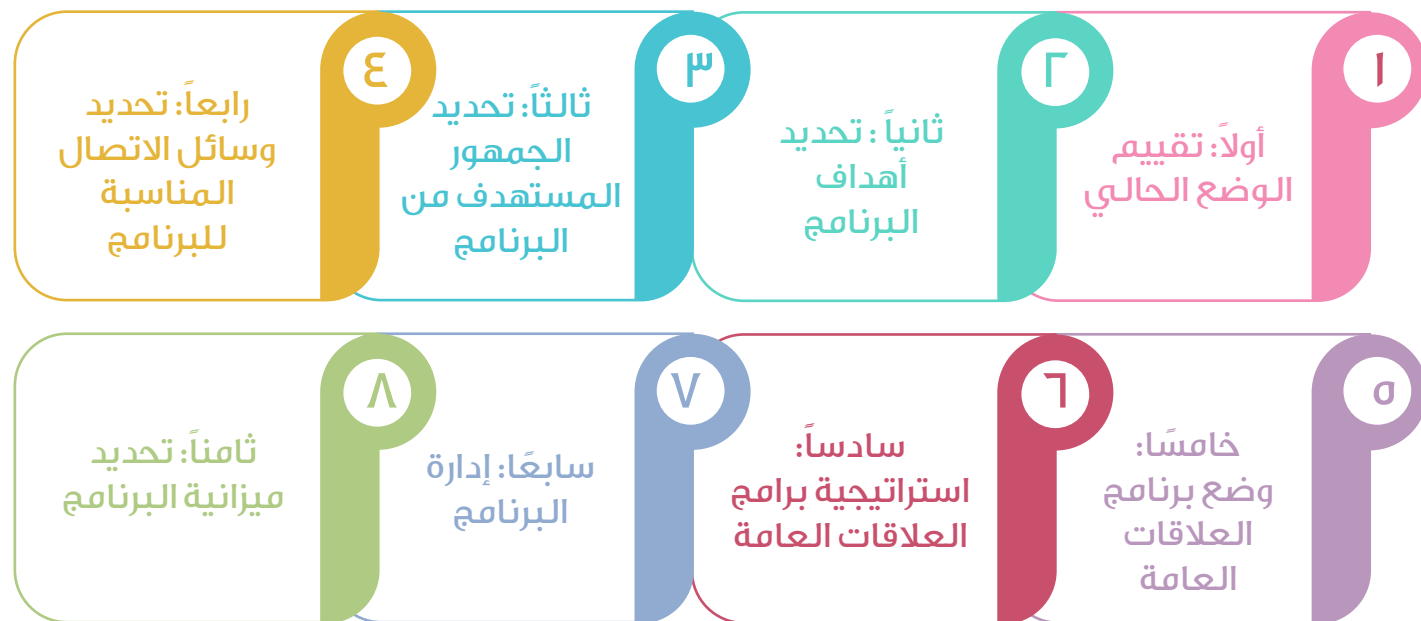 ١
أولاً: تقييم
الوضع الحالي
٢
ثانياً : تحديد
أهداف
البرنامج
٣
ثالثاً: تحديد
الجمهور
المستهدف من
البرنامج
٤
رابعاً: تحديد
وسائل الاتصال
المناسبة
للبرنامج
٥
خامسًا:
وضع برنامج
العلاقات
العامة
٦
سادساً:
استراتيجية برامج
العلاقات العامة
٧
سابعًا: إدارة
البرنامج
٨
ثامناً: تحديد
ميزانية البرنامج